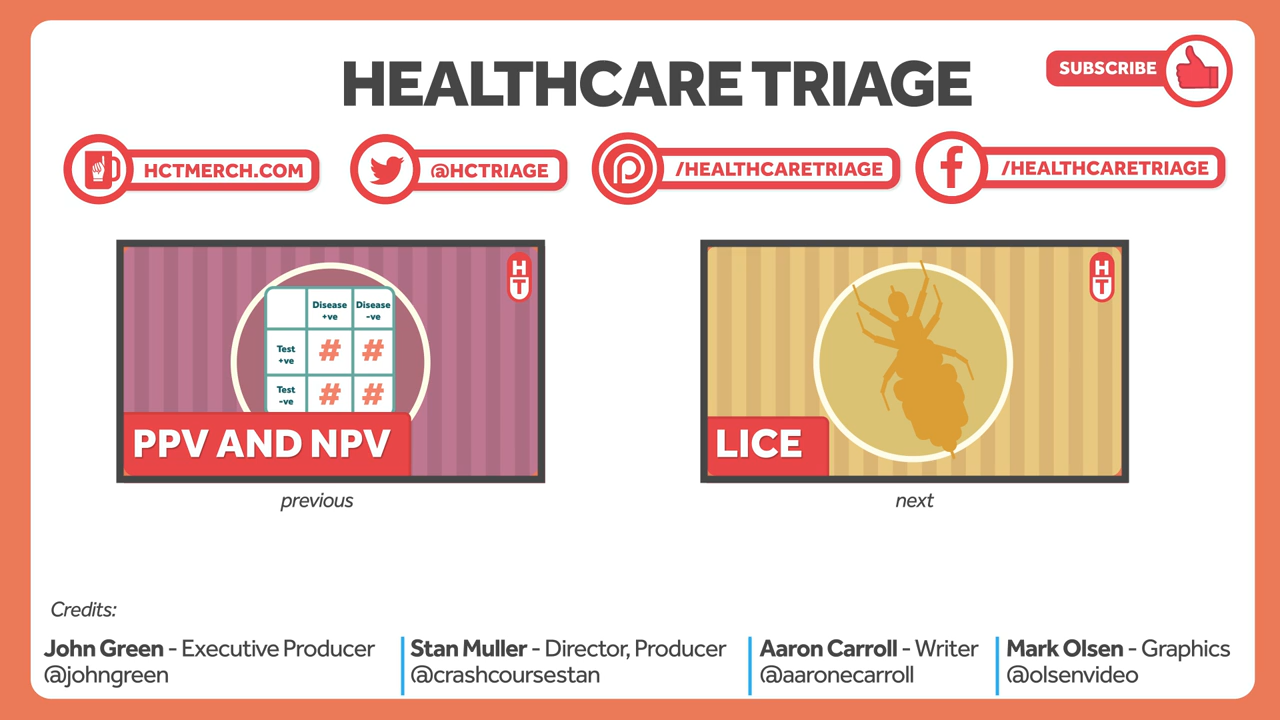 HEALTHCARE TRIAGE
SUBSCRIBE
HCTMERCH.COM
@HCTRIAGE
/HEALTHCARETRIAGE
/HEALTHCARETRIAGE
H
T
Disease +ve
Disease -ve
Test +ve
#
#
Test -ve
#
#
PPV AND NPV
previous
H
T
LICE
next
Credits:
John Green - Executive Producer
@johngreen
Stan Muller - Director, Producer
@crashcoursestan
Aaron Carroll - Writer
@aaronecarroll
Mark Olsen - Graphics
@olsenvideo